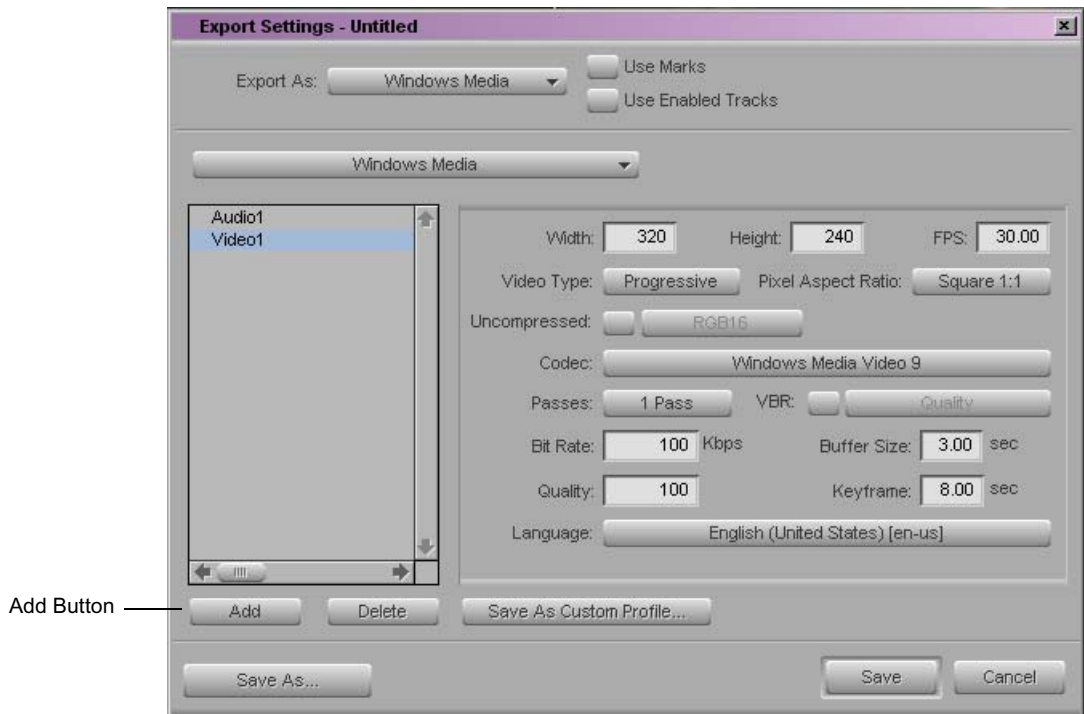 Export Settings - Untitled
Export As: Windows Media
Use Marks
Use Enabled Tracks
Windows Media
Audio1
Video1
Width: 320 Height: 240 FPS: 30.00
Video Type: Progressive Pixel Aspect Ratio: Square 1:1
Uncompressed: RGB16
Codec: Windows Media Video 9
Passes: 1 Pass VBR: Quality
Bit Rate: 100 Kbps Buffer Size: 3.00 sec
Quality: 100 Keyframe: 8.00 sec
Language: English (United States) [en-us]
Add Button
Add Delete Save As Custom Profile...
Save As... Save Cancel